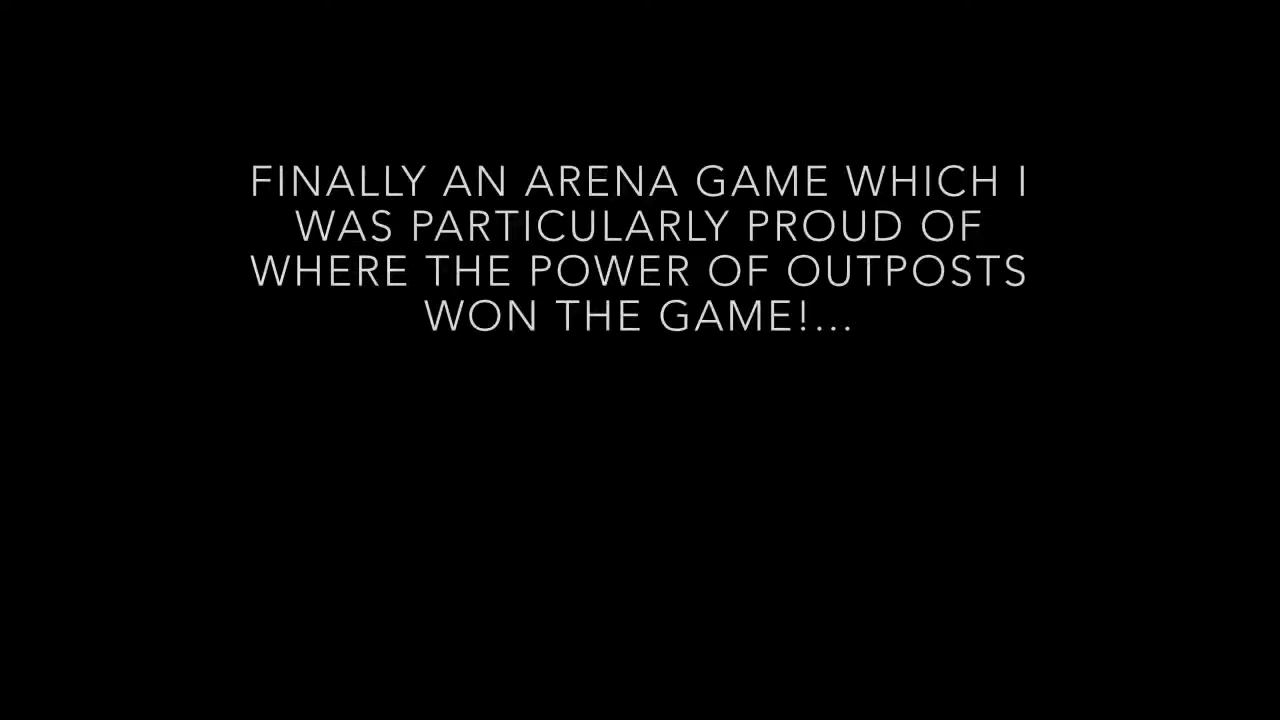 FINALLY AN ARENA GAME WHICH I
WAS PARTICULARLY PROUD OF
WHERE THE POWER OF OUTPOSTS
WON THE GAME!...